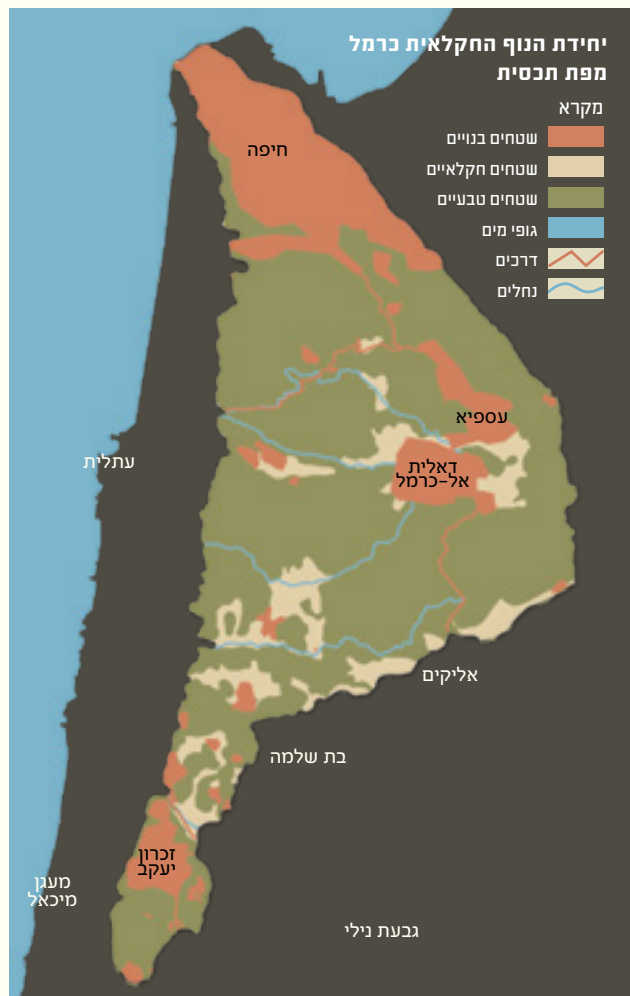 יחידת הנוף החקלאית כרמל
מפת תכסית
מקרא
שטחים בנויים
שטחים חקלאיים
שטחים טבעיים
גופי מים
דרכים
נחלים
חיפה
עספיא
דאלית
אל-כרמל
עתלית
אליקים
בת שלמה
זכרון
יעקב
מעגן
מיכאל
גבעת נילי